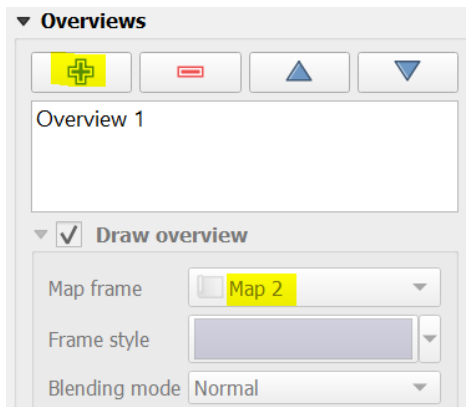 Overviews
Overview 1
Draw overview
Map frame Map 2
Frame style
Blending mode Normal